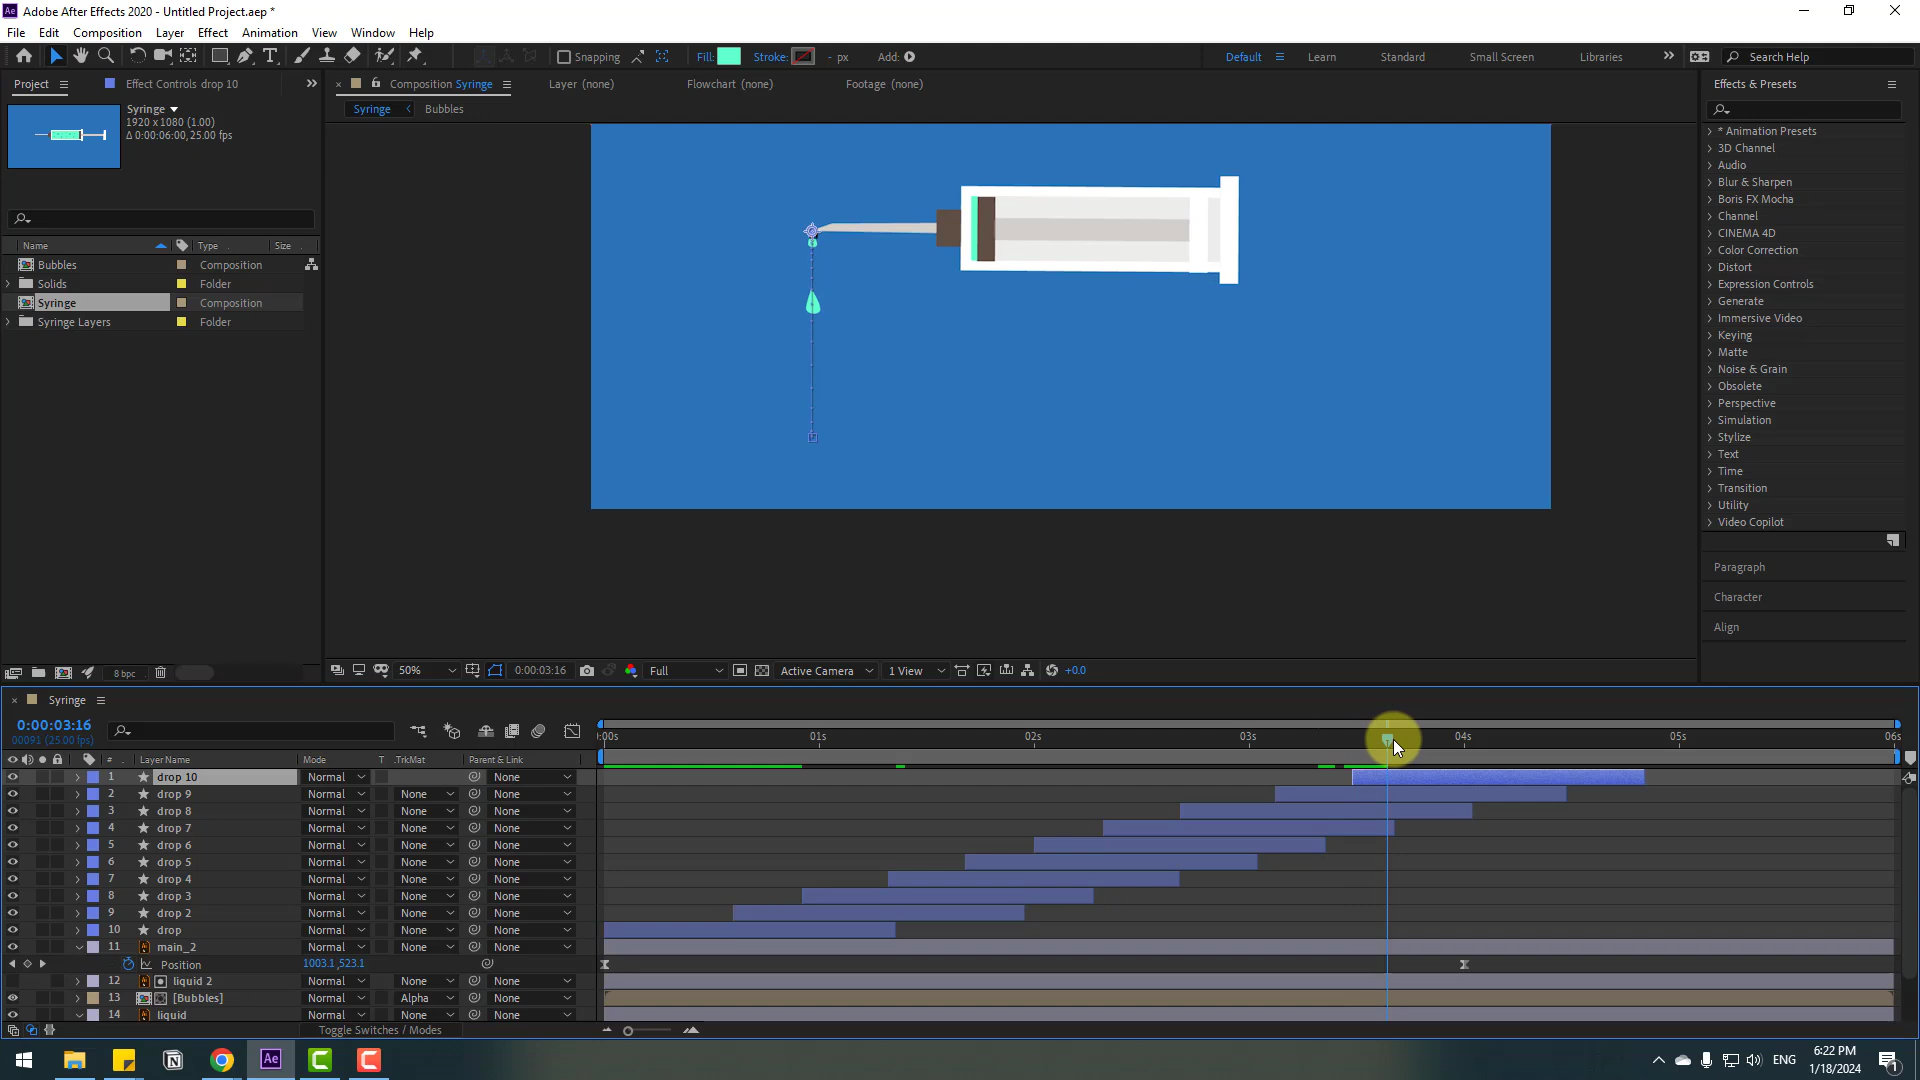 Ae Adobe After Effects 2020 - Untitled Project.aep *
File Edit Composition Layer Effect Animation View Window Help
Snapping Fill: Stroke: - px Add: Default Learn Standard Small Screen Libraries Search Help
Project Effect Controls drop 10 Composition Syringe Layer (none) Flowchart (none) Footage (none) Effects & Presets
Syringe
1920 x 1080 (1.00)
Δ 0:00:06:00, 25.00 fps
Syringe Bubbles
Name Type Size
Bubbles Composition
Solids Folder
Syringe Composition
Syringe Layers Folder
* Animation Presets
3D Channel
Audio
Blur & Sharpen
Boris FX Mocha
Channel
CINEMA 4D
Color Correction
Distort
Expression Controls
Generate
Immersive Video
Keying
Matte
Noise & Grain
Obsolete
Perspective
Simulation
Stylize
Text
Time
Transition
Utility
Video Copilot
Paragraph
Character
Align
8 bpc 50% 0:00:03:16 Full Active Camera 1 View +0.0
Syringe
0:00:03:16
00091 (25.00 fps)
:00s 01s 02s 03s 04s 05s 06s
# Layer Name Mode T .TrkMat Parent & Link
1 drop 10 Normal None
2 drop 9 Normal None None
3 drop 8 Normal None None
4 drop 7 Normal None None
5 drop 6 Normal None None
6 drop 5 Normal None None
7 drop 4 Normal None None
8 drop 3 Normal None None
9 drop 2 Normal None None
10 drop Normal None None
11 main_2 Normal None None
Position 1003.1,523.1
12 liquid 2 Normal None None
13 [Bubbles] Normal Alpha None
14 liquid Normal None None
Toggle Switches / Modes
Ae ENG 6:22 PM
1/18/2024
1